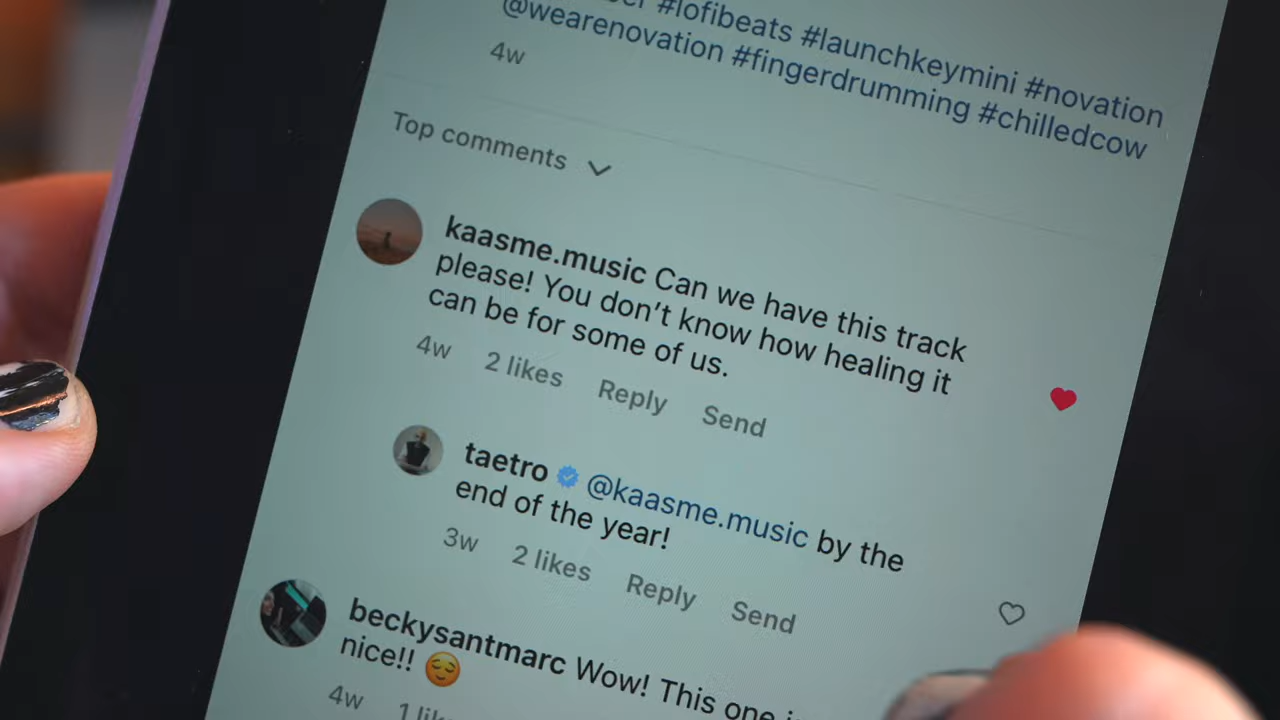 #lofibeats #launchkeymini #novation
@wearenovation #fingerdrumming #chilledcow
4w
Top comments
kaasme.music Can we have this track
please! You don’t know how healing it
can be for some of us.
4w 2 likes Reply Send
taetro @kaasme.music by the
end of the year!
3w 2 likes Reply Send
beckysantmarc Wow! This one
nice!! 😌
4w 1